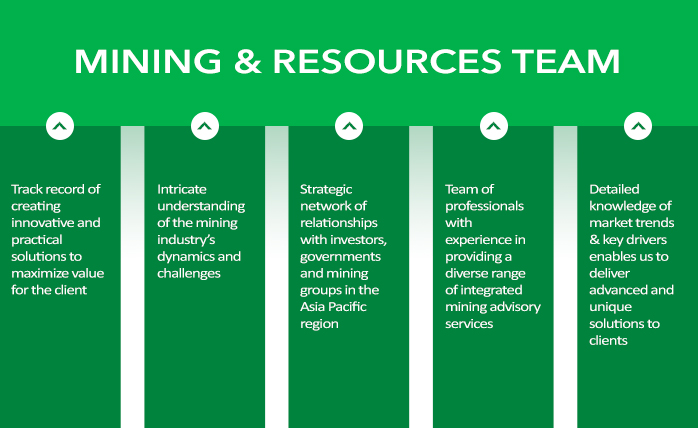 MINING & RESOURCES TEAM
Track record of
creating
innovative and
practical
solutions to
maximize value
for the client
Intricate
understanding
of the mining
industry’s
dynamics and
challenges
Strategic
network of
relationships
with investors,
governments
and mining
groups in the
Asia Pacific
region
Team of
professionals
with
experience in
providing a
diverse range
of integrated
mining advisory
services
Detailed
knowledge of
market trends
& key drivers
enables us to
deliver
advanced and
unique
solutions to
clients